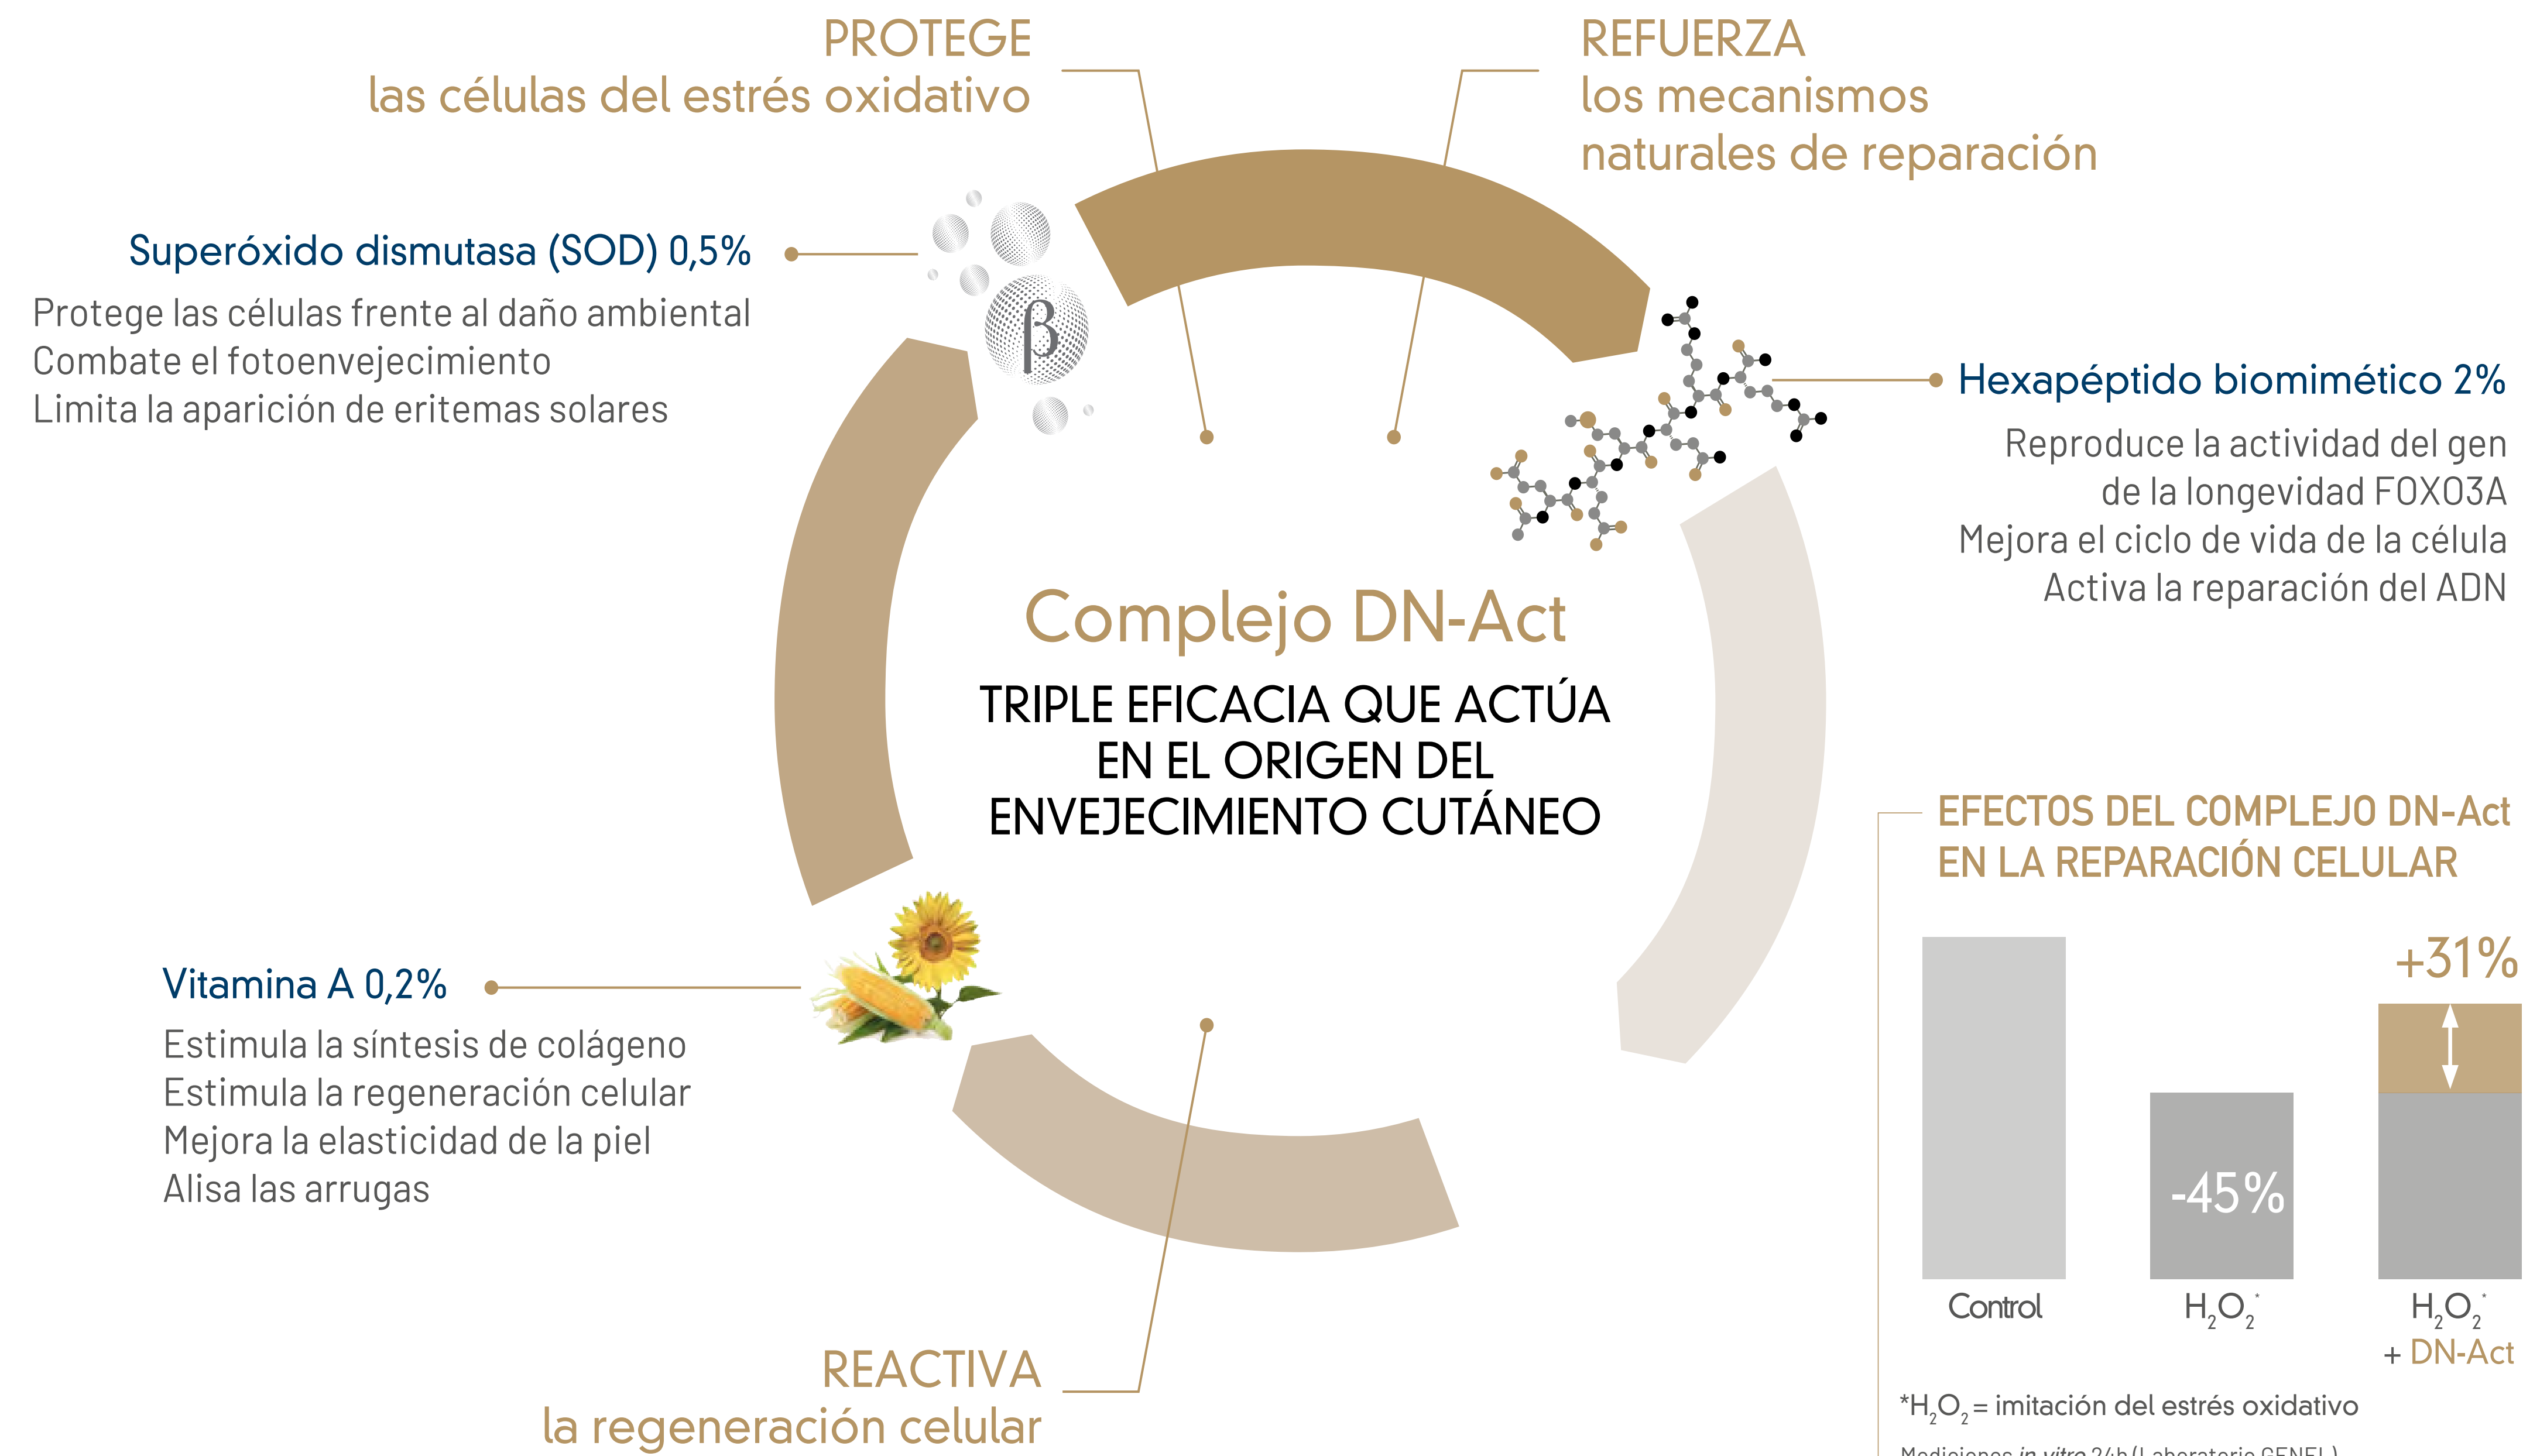 PROTEGE
las células del estrés oxidativo
REFUERZA
los mecanismos
naturales de reparación
Superóxido dismutasa (SOD) 0,5%
Protege las células frente al daño ambiental
Combate el fotoenvejecimiento
Limita la aparición de eritemas solares
β
Hexapéptido biomimético 2%
Reproduce la actividad del gen
de la longevidad FOXO3A
Mejora el ciclo de vida de la célula
Activa la reparación del ADN
Complejo DN-Act
TRIPLE EFICACIA QUE ACTÚA
EN EL ORIGEN DEL
ENVEJECIMIENTO CUTÁNEO
Vitamina A 0,2%
Estimula la síntesis de colágeno
Estimula la regeneración celular
Mejora la elasticidad de la piel
Alisa las arrugas
REACTIVA
la regeneración celular
EFECTOS DEL COMPLEJO DN-Act
EN LA REPARACIÓN CELULAR
+31%
-45%
Control
H₂O₂*
H₂O₂*
+ DN-Act
*H₂O₂ = imitación del estrés oxidativo
Mediciones in vitro 24h (Laboratorio GENEL)